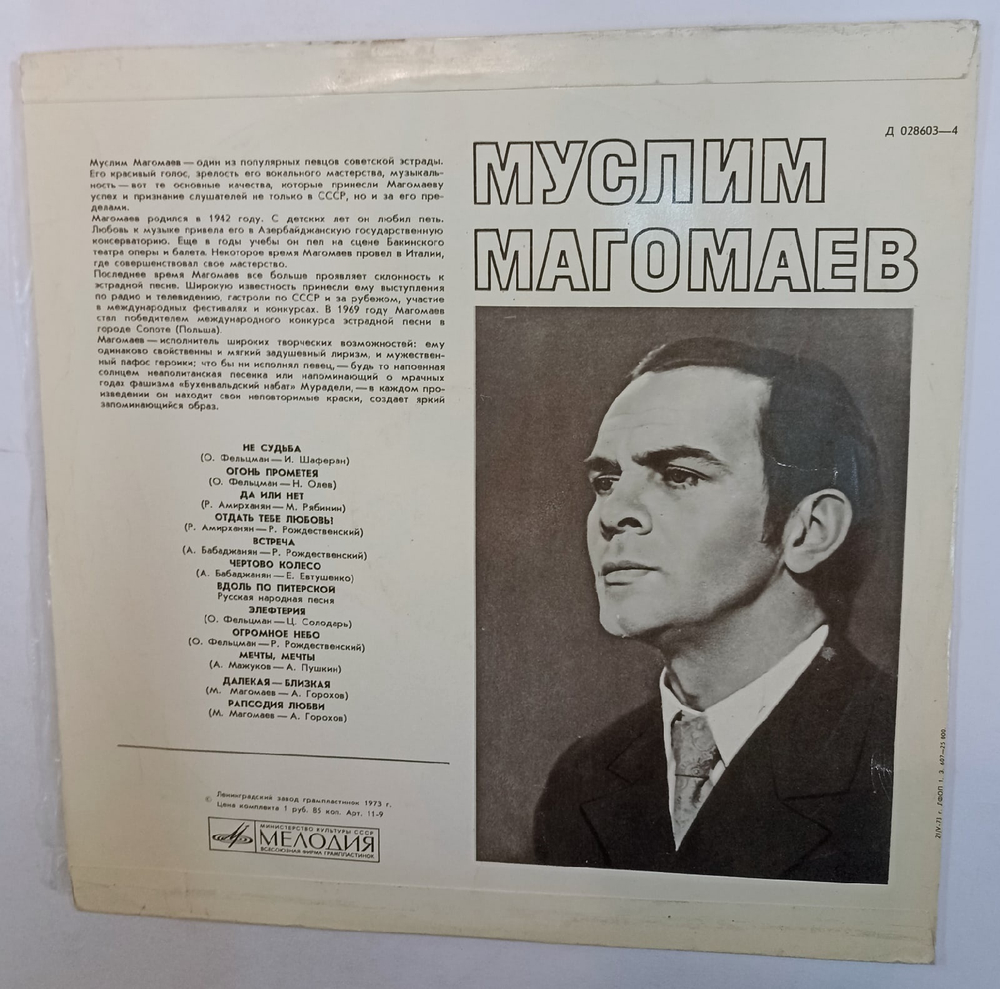 Д 028603—4
МУСЛИМ
МАГОМАЕВ
Муслим Магомаев — один из популярных певцов советской эстрады.
Его красивый голос, зрелость его вокального мастерства, музыкаль-
ность — вот те основные качества, которые принесли Магомаеву
успех и признание слушателей не только в СССР, но и за его пре-
делами.
Магомаев родился в 1942 году. С детских лет он любил петь.
Любовь к музыке привела его в Азербайджанскую государственную
консерваторию. Еще в годы учебы он пел на сцене Бакинского
театра оперы и балета. Некоторое время Магомаев провел в Италии,
где совершенствовал свое мастерство.
Последнее время Магомаев все больше проявляет склонность к
эстрадной песне. Широкую известность принесли ему выступления
по радио и телевидению, гастроли по СССР и за рубежом, участие
в международных фестивалях и конкурсах. В 1969 году Магомаев
стал победителем международного конкурса эстрадной песни в
городе Сопоте (Польша).
Магомаев — исполнитель широких творческих возможностей: ему
одинаково свойственны и мягкий задушевный лиризм, и мужествен-
ный пафос героики; что бы ни исполнял певец, — будь то напоенная
солнцем неаполитанская песенка или напоминающий о мрачных
годах фашизма «Бухенвальдский набат» Мурадели, — в каждом про-
изведении он находит свои неповторимые краски, создает яркий
запоминающийся образ.
НЕ СУДЬБА
(О. Фельцман — И. Шаферан)
ОГОНЬ ПРОМЕТЕЯ
(О. Фельцман — Н. Олев)
ДА ИЛИ НЕТ
(Р. Амирханян — М. Рябинин)
ОТДАТЬ ТЕБЕ ЛЮБОВЬ!
(Р. Амирханян — Р. Рождественский)
ВСТРЕЧА
(А. Бабаджанян — Р. Рождественский)
ЧЕРТОВО КОЛЕСО
(А. Бабаджанян — Е. Евтушенко)
ВДОЛЬ ПО ПИТЕРСКОЙ
Русская народная песня
ЭЛЕФТЕРИЯ
(О. Фельцман — Ц. Солодарь)
ОГРОМНОЕ НЕБО
(О. Фельцман — Р. Рождественский)
МЕЧТЫ, МЕЧТЫ
(А. Мажуков — А. Пушкин)
ДАЛЕКАЯ — БЛИЗКАЯ
(М. Магомаев — А. Горохов)
РАПСОДИЯ ЛЮБВИ
(М. Магомаев — А. Горохов)
© Ленинградский завод грампластинок 1973 г.
Цена комплекта 1 руб. 85 коп. Арт. 11-9
МИНИСТЕРСТВО КУЛЬТУРЫ СССР
МЕЛОДИЯ
ВСЕСОЮЗНАЯ ФИРМА ГРАМПЛАСТИНОК